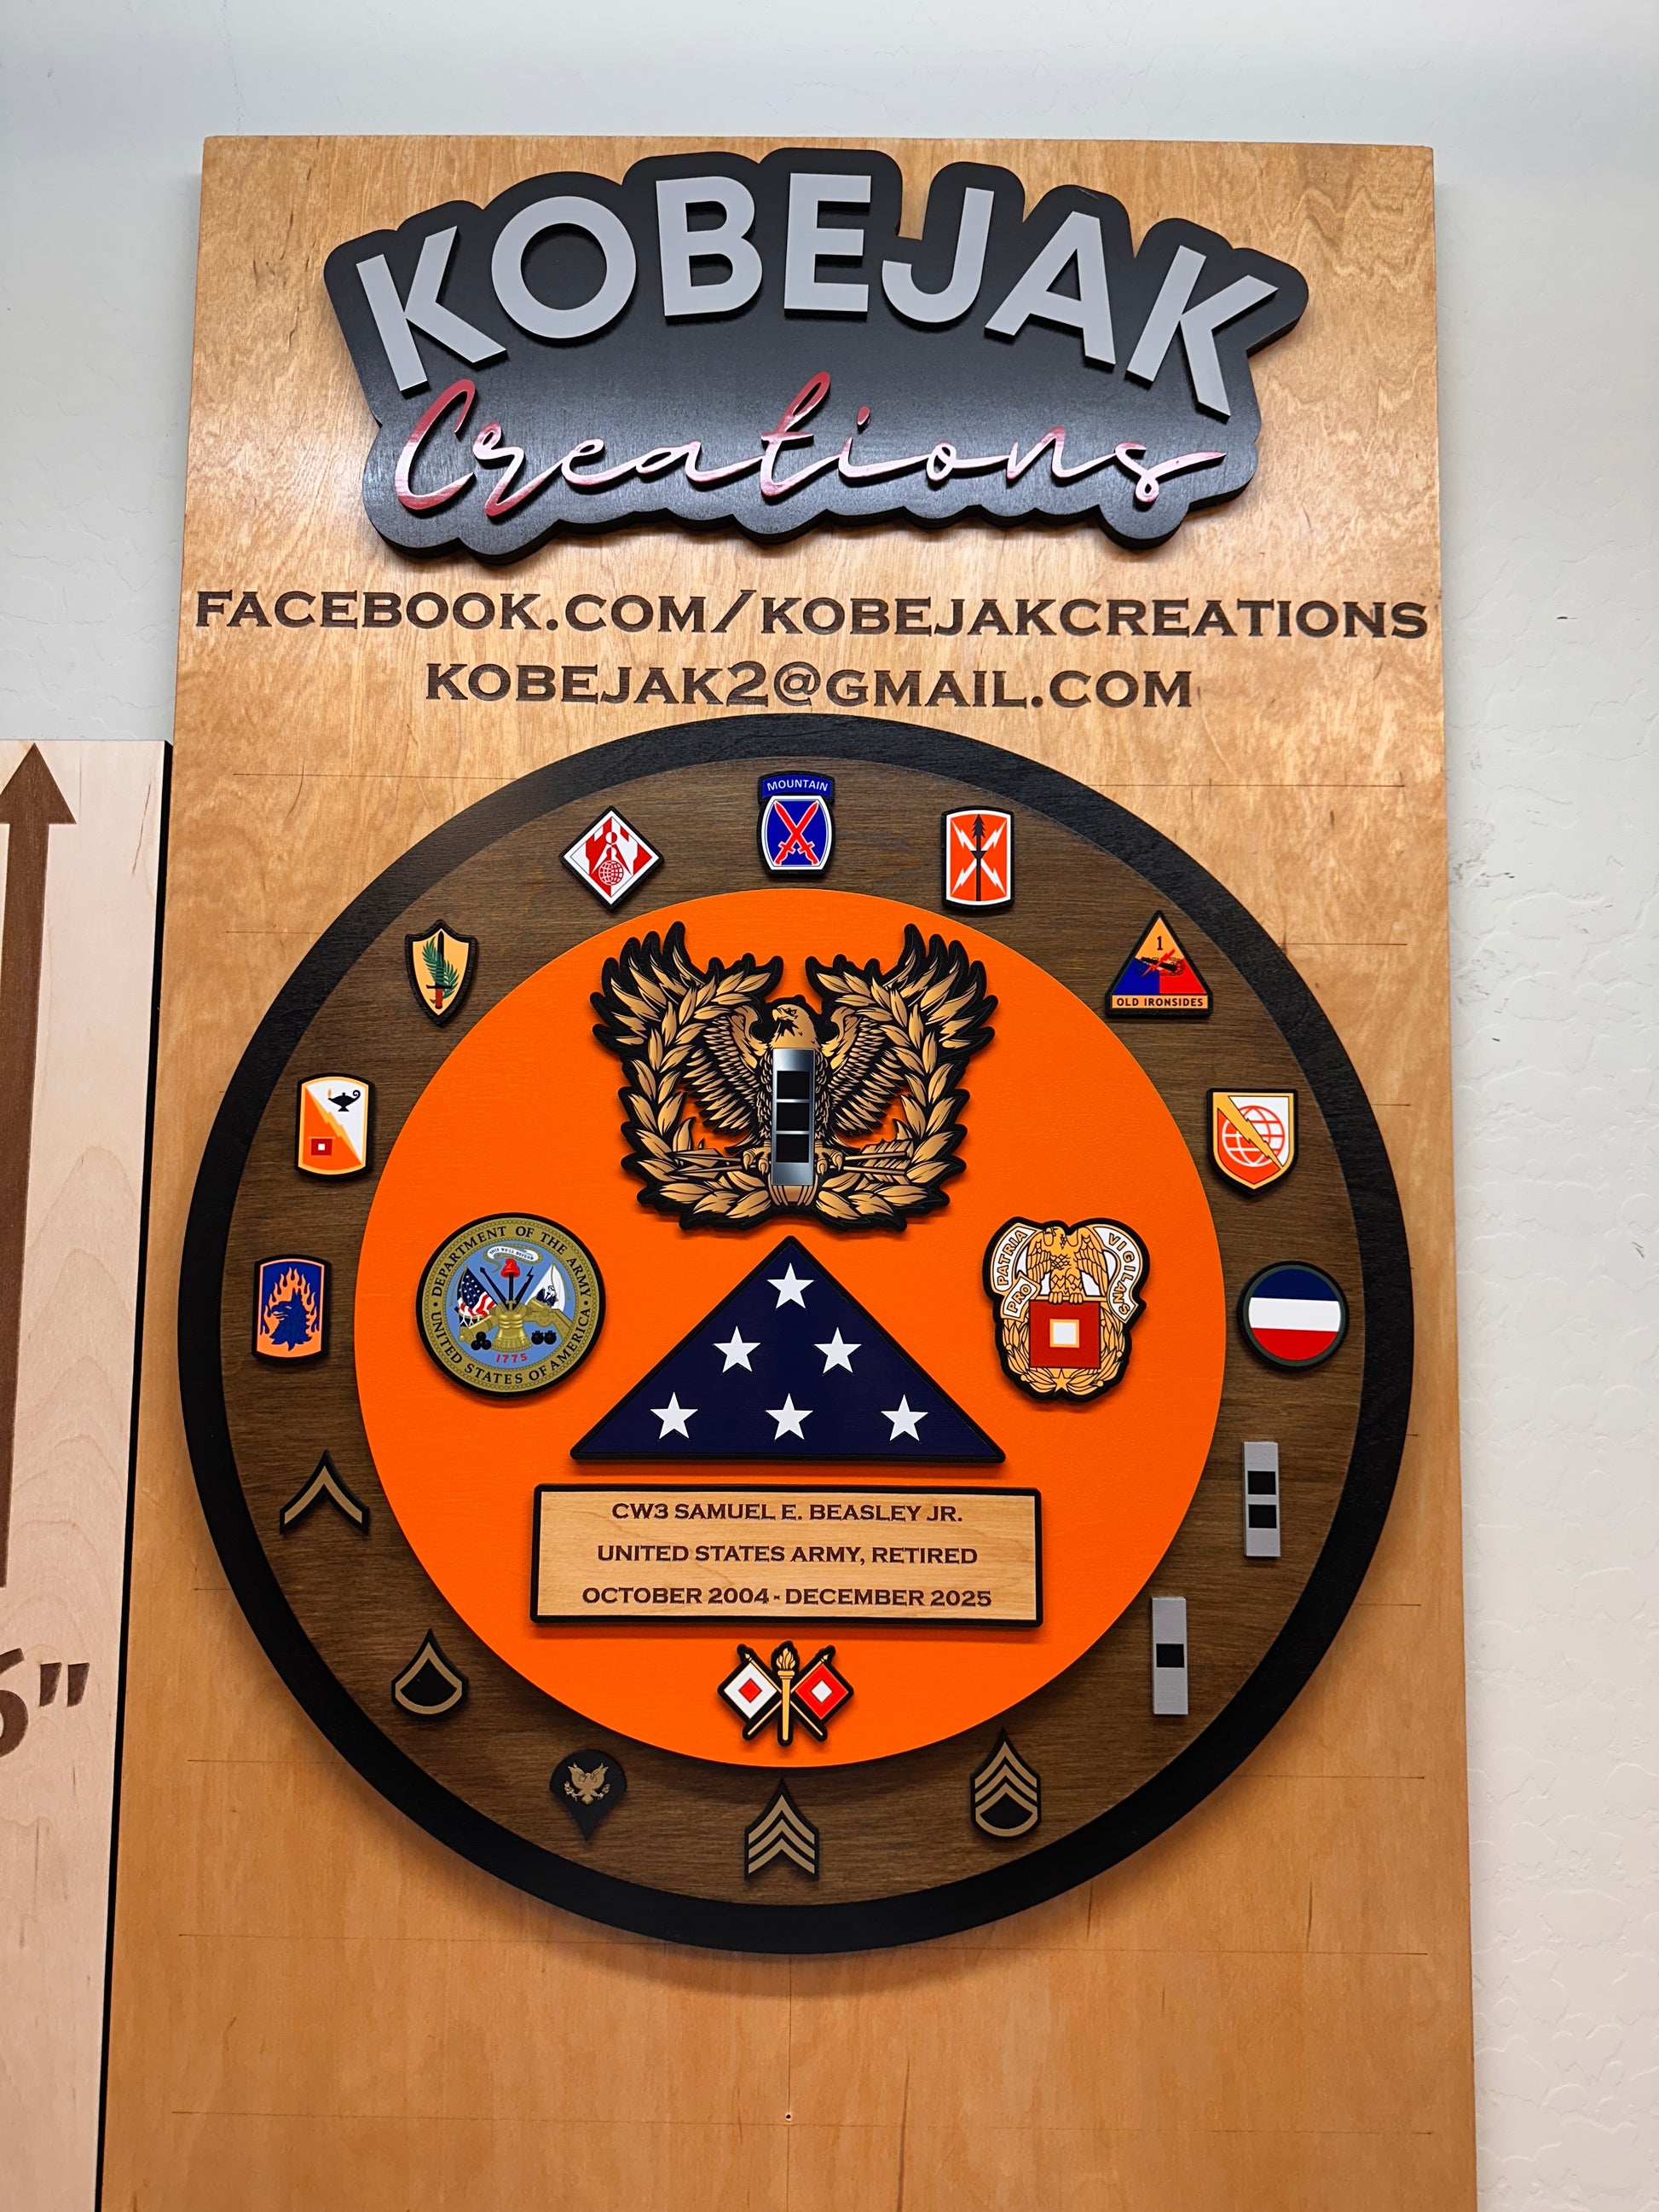 KOBEJAK
Creations
FACEBOOK.COM/KOBEJAKCREATIONS
KOBEJAK2@GMAIL.COM
MOUNTAIN
1
OLD IRONSIDES
DEPARTMENT OF THE ARMY
UNITED STATES OF AMERICA
1775
PRO PATRIA VIGILANS
CW3 SAMUEL E. BEASLEY JR.
UNITED STATES ARMY, RETIRED
OCTOBER 2004 - DECEMBER 2025
6"